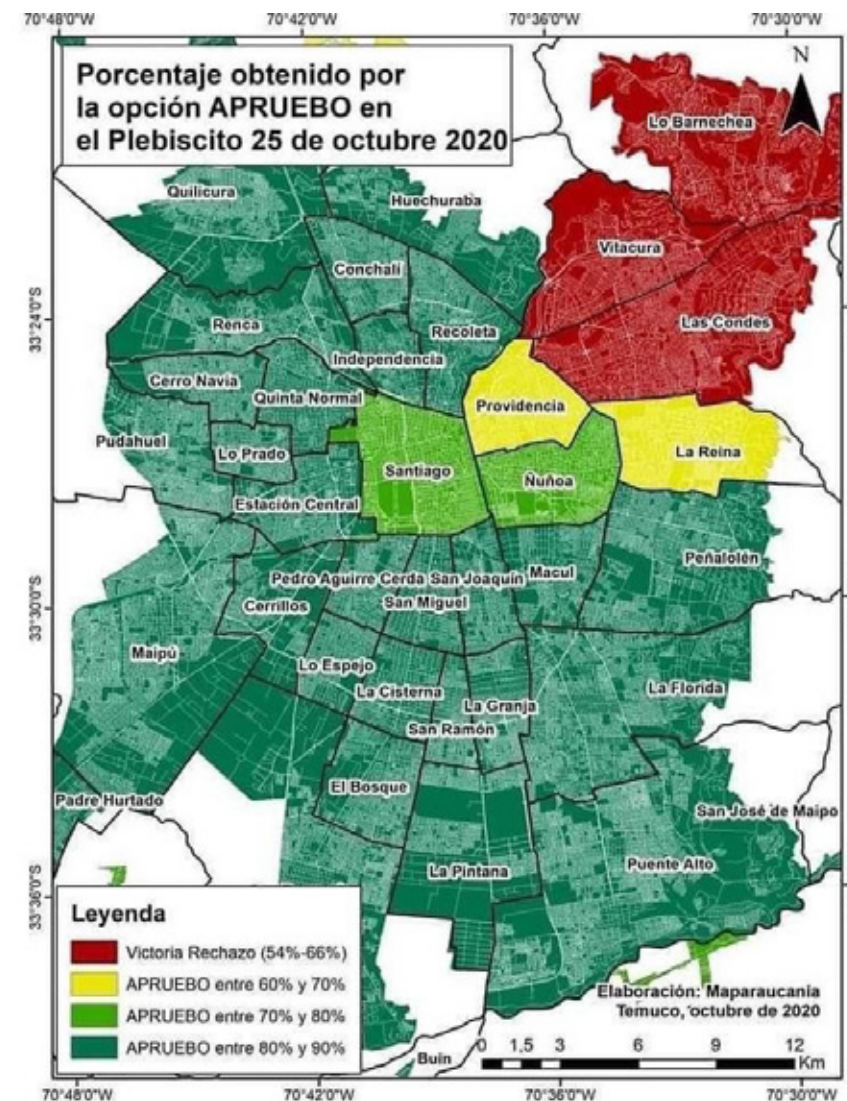 70°48'0"W 70°42'0"W 70°36'0"W 70°30'0"W
Porcentaje obtenido por
la opción APRUEBO en
el Plebiscito 25 de octubre 2020
N
Lo Barnechea
Quilicura
Huechuraba
Vitacura
Conchalí
33°24'0"S
Renca
Recoleta
Las Condes
Independencia
Cerro Navia
Quinta Normal
Providencia
Pudahuel
Lo Prado
Santiago
Ñuñoa
La Reina
Estación Central
Peñalolén
Pedro Aguirre Cerda San Joaquín Macul
San Miguel
Cerrillos
33°30'0"S
Maipú
Lo Espejo
La Cisterna
La Florida
La Granja
San Ramón
El Bosque
Padre Hurtado
San José de Maipo
La Pintana
Puente Alto
33°36'0"S
Leyenda
Victoria Rechazo (54%-66%)
APRUEBO entre 60% y 70%
APRUEBO entre 70% y 80%
APRUEBO entre 80% y 90%
Elaboración: Maparaucanía
Temuco, octubre de 2020
Buin
0 1,5 3 6 9 12
Km
70°48'0"W 70°42'0"W 70°36'0"W 70°30'0"W